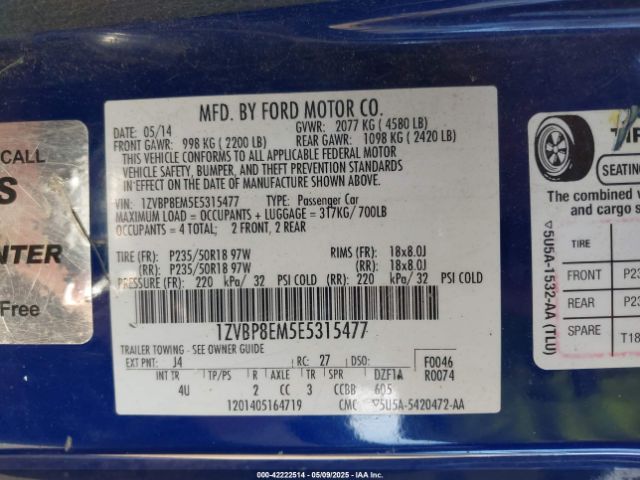 MFD. BY FORD MOTOR CO.
DATE: 05/14 GVWR: 2077 KG ( 4580 LB)
FRONT GAWR: 998 KG ( 2200 LB) REAR GAWR: 1098 KG ( 2420 LB)
THIS VEHICLE CONFORMS TO ALL APPLICABLE FEDERAL MOTOR
VEHICLE SAFETY, BUMPER, AND THEFT PREVENTION STANDARDS
IN EFFECT ON THE DATE OF MANUFACTURE SHOWN ABOVE.
VIN: 1ZVBP8EM5E5315477 TYPE: Passenger Car
MAXIMUM LOAD = OCCUPANTS + LUGGAGE = 317KG/ 700LB
OCCUPANTS = 4 TOTAL; 2 FRONT, 2 REAR
TIRE (FR): P235/50R18 97W RIMS (FR): 18x8.0J
(RR): P235/50R18 97W (RR): 18x8.0J
PRESSURE (FR): 220 kPa/ 32 PSI COLD (RR): 220 kPa/ 32 PSI COLD
1ZVBP8EM5E5315477
TRAILER TOWING - SEE OWNER GUIDE
EXT PNT: J4 RC: 27 DSO: F0046
INT TR TP/PS R AXLE TR SPR DZF1A R0074
4U 2 CC 3 CCBB 605
1201405164719 CMC ▽5U5A-5420472-AA
CALL
S
NTER
Free
TIR
SEATING
The combined w
and cargo s
TIRE
FRONT P23
REAR P23
SPARE T18
▽5U5A-1532-AA (TLU)
000-42222514 - 05/09/2025 - IAAI, Inc.